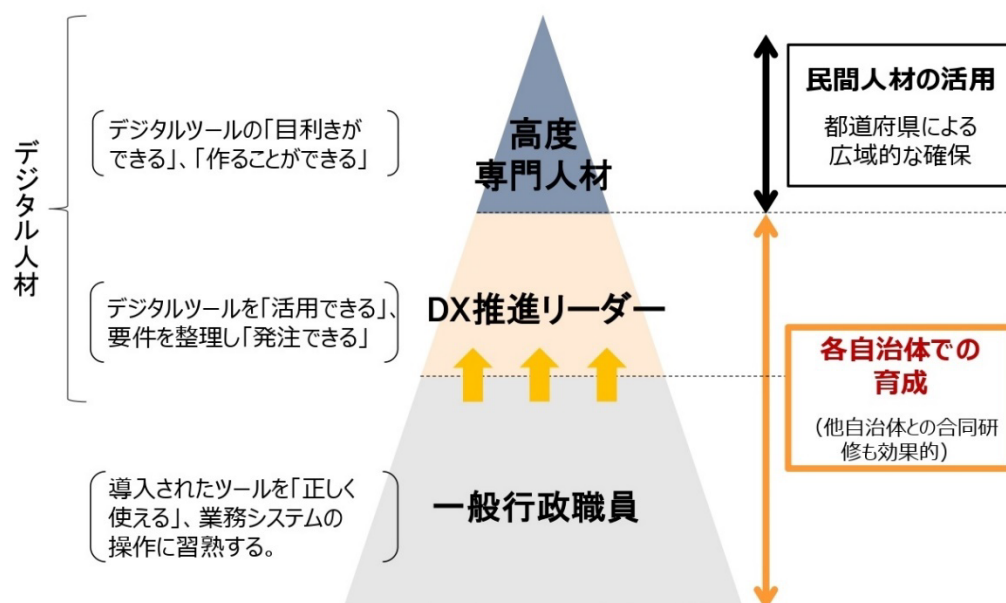 デジタル人材
デジタルツールの「目利きが
できる」、「作ることができる」
高度
専門人材
民間人材の活用
都道府県による
広域的な確保
デジタルツールを「活用できる」、
要件を整理し「発注できる」
DX推進リーダー
各自治体での
育成
（他自治体との合同研
修も効果的）
導入されたツールを「正しく
使える」、業務システムの
操作に習熟する。
一般行政職員